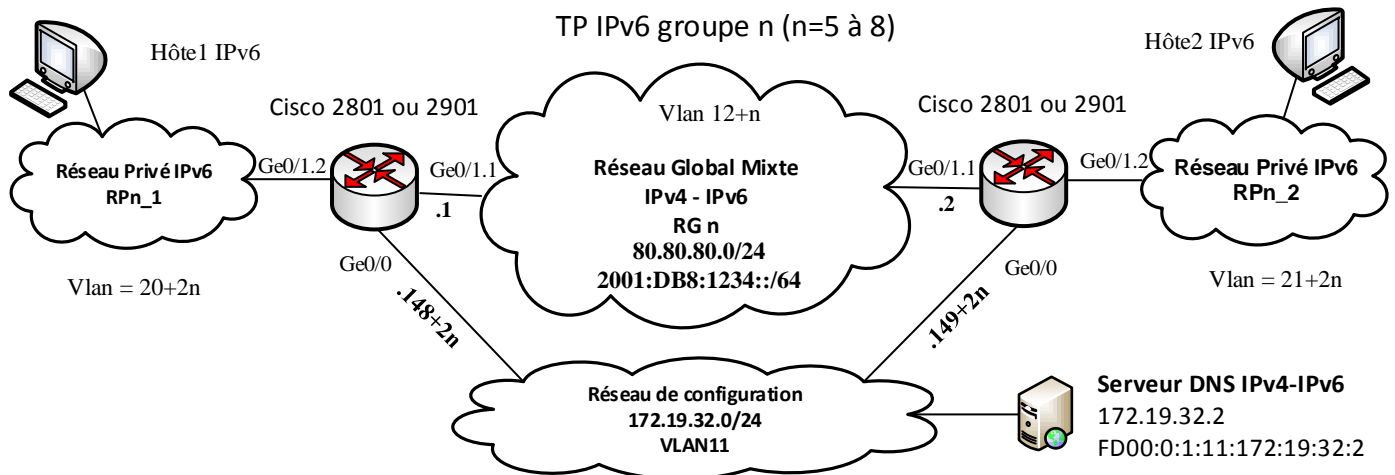 TP IPv6 groupe n (n=5 à 8)
Hôte1 IPv6
Hôte2 IPv6
Cisco 2801 ou 2901
Vlan 12+n
Cisco 2801 ou 2901
Réseau Privé IPv6
RPn_1
Ge0/1.2
Ge0/1.1
.1
Réseau Global Mixte
IPv4 - IPv6
RG n
80.80.80.0/24
2001:DB8:1234::/64
Ge0/1.1
.2
Ge0/1.2
Réseau Privé IPv6
RPn_2
Vlan = 20+2n
Ge0/0
.148+2n
Ge0/0
.149+2n
Vlan = 21+2n
Réseau de configuration
172.19.32.0/24
VLAN11
Serveur DNS IPv4-IPv6
172.19.32.2
FD00:0:1:11:172:19:32:2